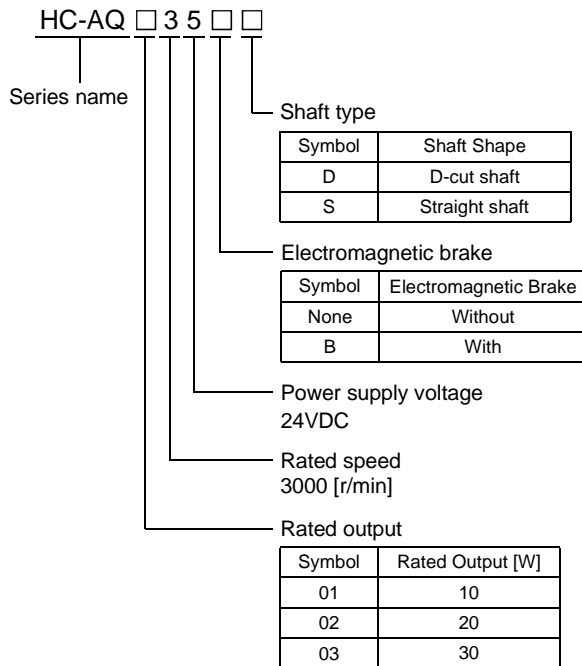 HC-AQ □ 3 5 □ □
Series name
Shaft type
Symbol Shaft Shape
D D-cut shaft
S Straight shaft
Electromagnetic brake
Symbol Electromagnetic Brake
None Without
B With
Power supply voltage
24VDC
Rated speed
3000 [r/min]
Rated output
Symbol Rated Output [W]
01 10
02 20
03 30